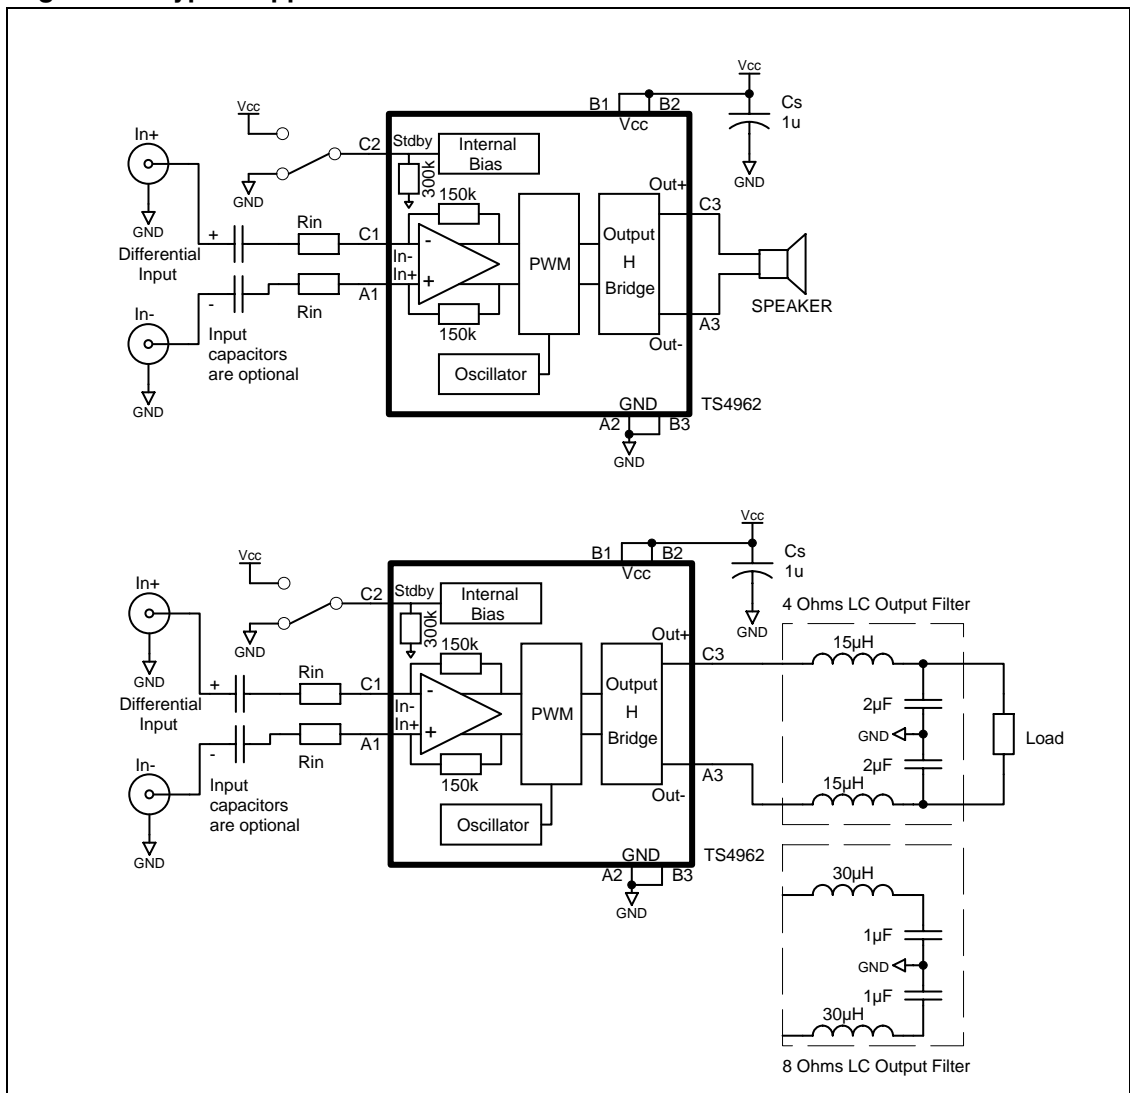 Vcc
B1
B2
Vcc
Cs
1u
GND
Vcc
In+
GND
C2
Stdby
Internal
Bias
300k
GND
150k
Out+
C3
Differential
Input
+
Rin
C1
-
In-
In+
+
PWM
Output
H
Bridge
SPEAKER
In-
-
Rin
A1
150k
A3
Out-
Input
capacitors
are optional
Oscillator
GND
GND
TS4962
A2
B3
GND
Vcc
B1
B2
Vcc
Cs
1u
GND
Vcc
In+
GND
C2
Stdby
Internal
Bias
300k
GND
150k
Out+
C3
4 Ohms LC Output Filter
15µH
2µF
GND
2µF
15µH
Load
Differential
Input
+
Rin
C1
-
In-
In+
+
PWM
Output
H
Bridge
In-
-
Rin
A1
150k
A3
Out-
Input
capacitors
are optional
Oscillator
GND
GND
TS4962
A2
B3
GND
30µH
1µF
GND
1µF
30µH
8 Ohms LC Output Filter